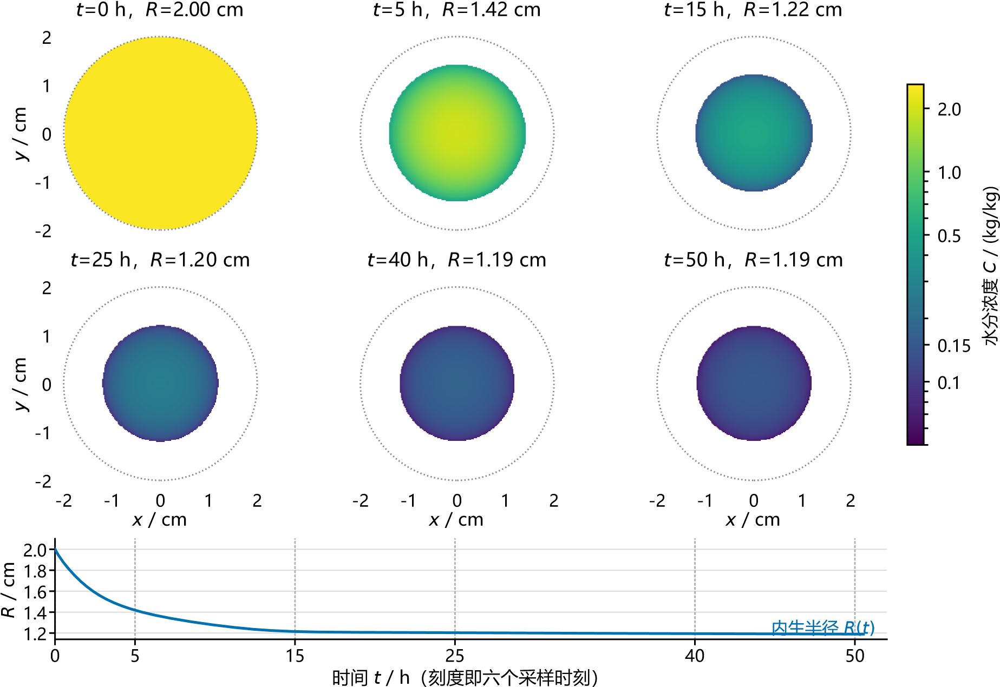 t=0 h, R=2.00 cm
t=5 h, R=1.42 cm
t=15 h, R=1.22 cm
2
1
0
-1
-2
y / cm
t=25 h, R=1.20 cm
t=40 h, R=1.19 cm
t=50 h, R=1.19 cm
2
1
0
-1
-2
y / cm
-2 -1 0 1 2
x / cm
-2 -1 0 1 2
x / cm
-2 -1 0 1 2
x / cm
2.0
1.0
0.5
0.15
0.1
水分浓度 C / (kg/kg)
2.0
1.8
1.6
1.4
1.2
R / cm
内生半径 R(t)
0 5 15 25 40 50
时间 t / h（刻度即六个采样时刻）